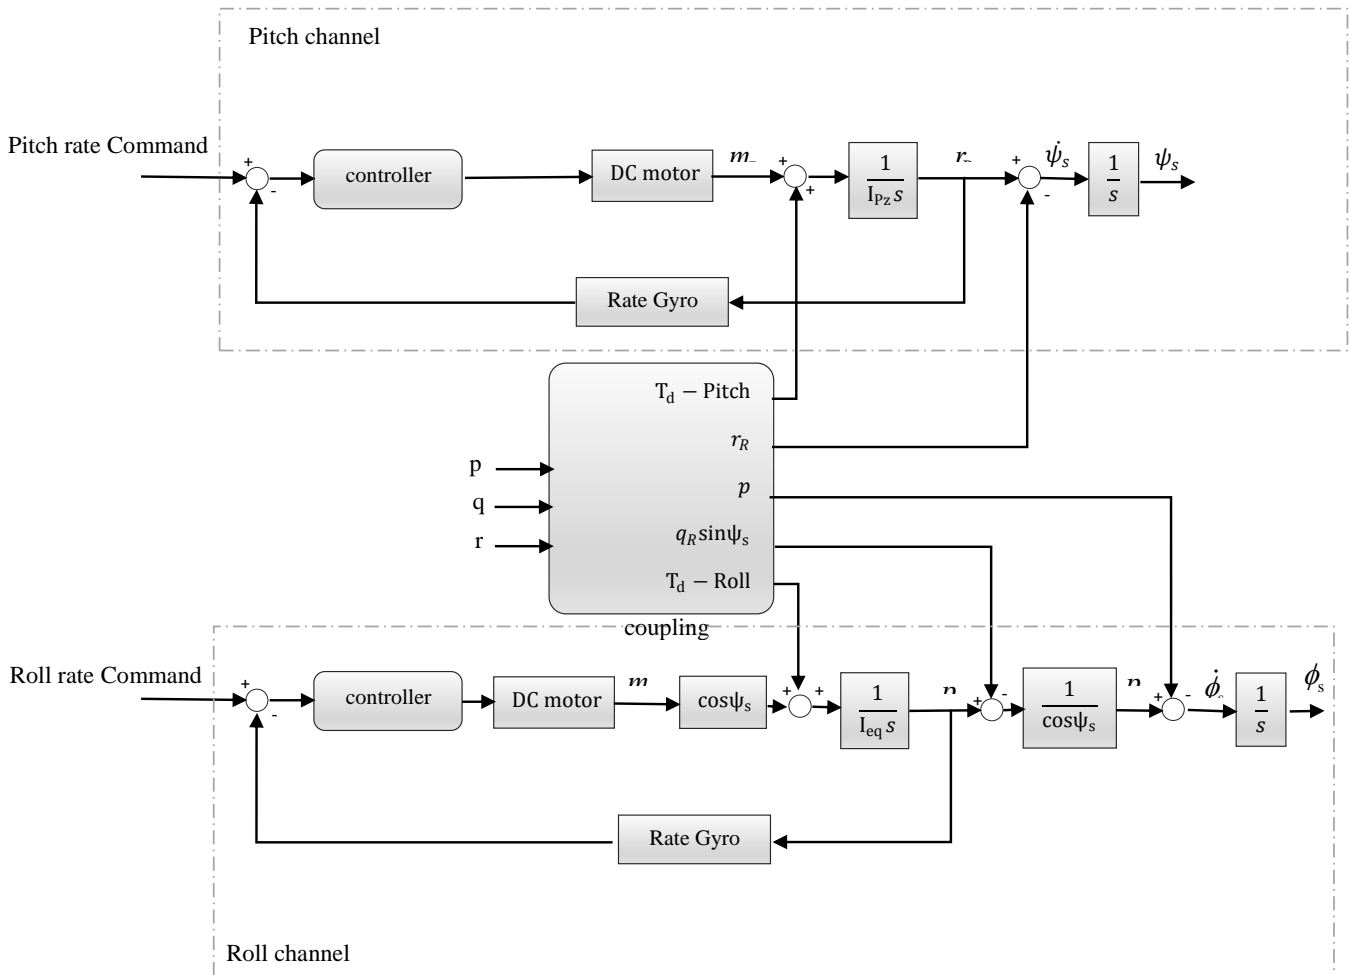 Pitch channel
Pitch rate Command
+
-
controller
DC motor
+
+
1
I_Pz s
+
-
ψ̇_s
1
s
ψ_s
Rate Gyro
T_d − Pitch
r_R
p
q_R sinψ_s
T_d − Roll
p
q
r
coupling
Roll rate Command
+
-
controller
DC motor
cosψ_s
+
+
1
I_eq s
+
-
1
cosψ_s
+
-
1
s
ϕ_s
Rate Gyro
Roll channel